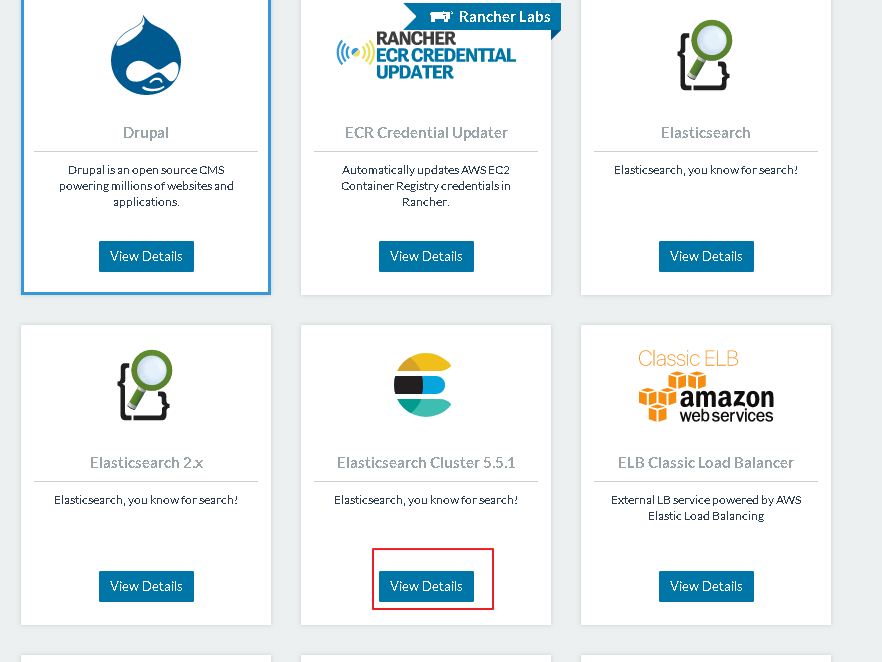 Rancher Labs
RANCHER
ECR CREDENTIAL
UPDATER
Drupal
Drupal is an open source CMS
powering millions of websites and
applications.
View Details
ECR Credential Updater
Automatically updates AWS EC2
Container Registry credentials in
Rancher.
View Details
Elasticsearch
Elasticsearch, you know for search!
View Details
Elasticsearch 2.x
Elasticsearch, you know for search!
View Details
Elasticsearch Cluster 5.5.1
Elasticsearch, you know for search!
View Details
Classic ELB
amazon
web services
ELB Classic Load Balancer
External LB service powered by AWS
Elastic Load Balancing
View Details